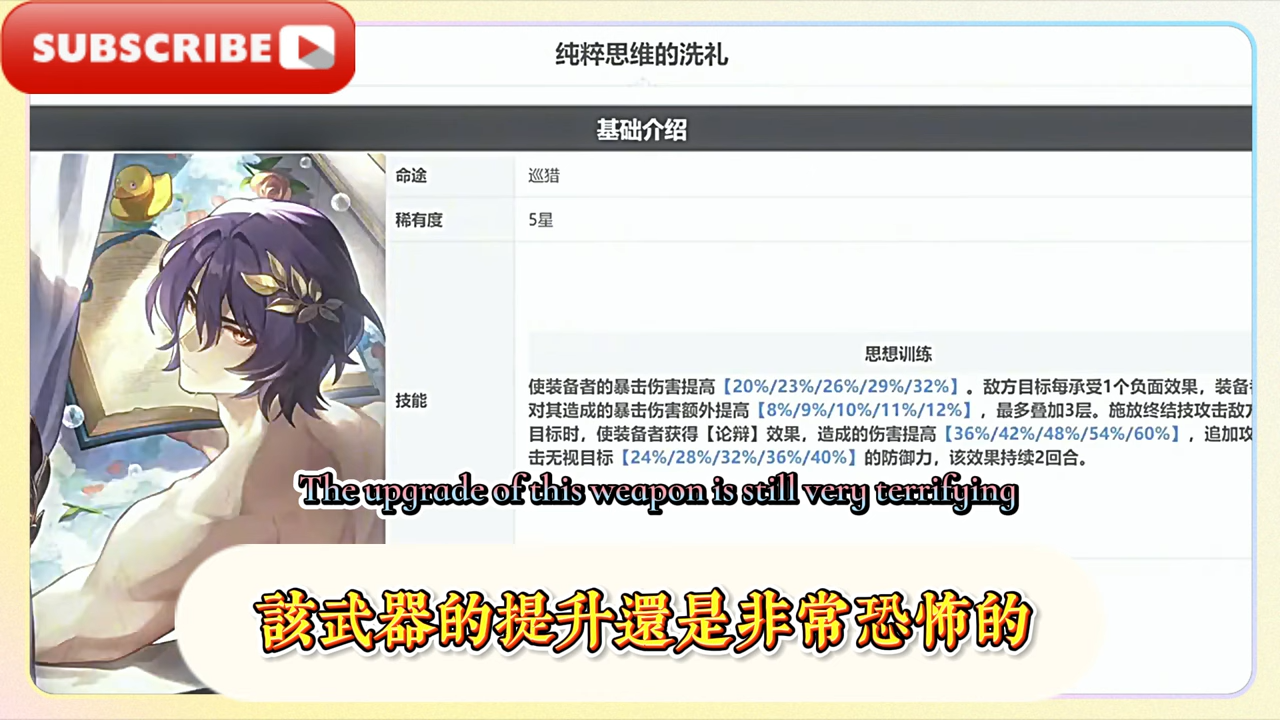 SUBSCRIBE
纯粹思维的洗礼
基础介绍
命途
巡猎
稀有度
5星
思想训练
技能
使装备者的暴击伤害提高【20%/23%/26%/29%/32%】。敌方目标每承受1个负面效果，装备
对其造成的暴击伤害额外提高【8%/9%/10%/11%/12%】，最多叠加3层。施放终结技攻击敌方
目标时，使装备者获得【论辩】效果，造成的伤害提高【36%/42%/48%/54%/60%】，追加攻
击无视目标【24%/28%/32%/36%/40%】的防御力，该效果持续2回合。
The upgrade of this weapon is still very terrifying
該武器的提升還是非常恐怖的